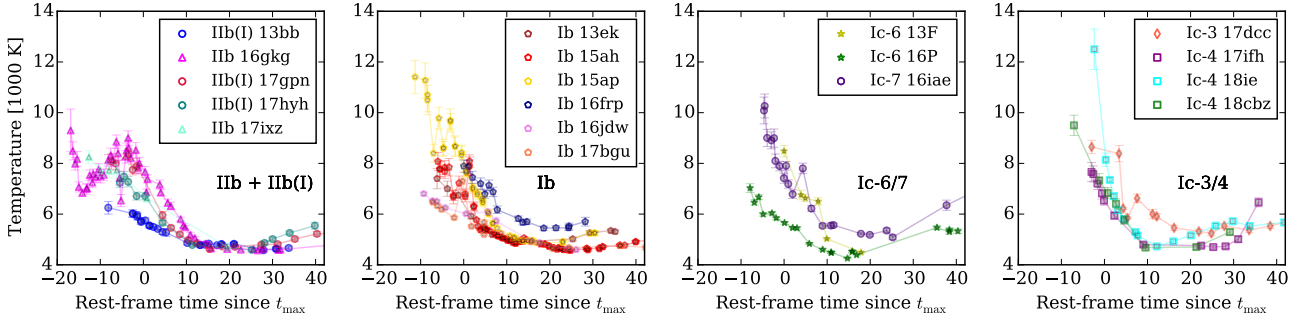 14
12
10
8
6
4
Temperature [1000 K]
−20 −10 0 10 20 30 40
Rest-frame time since tmax
IIb(I) 13bb
IIb 16gkg
IIb(I) 17gpn
IIb(I) 17hyh
IIb 17ixz
IIb + IIb(I)
14
12
10
8
6
4
−20 −10 0 10 20 30 40
Rest-frame time since tmax
Ib 13ek
Ib 15ah
Ib 15ap
Ib 16frp
Ib 16jdw
Ib 17bgu
Ib
14
12
10
8
6
4
−20 −10 0 10 20 30 40
Rest-frame time since tmax
Ic-6 13F
Ic-6 16P
Ic-7 16iae
Ic-6/7
14
12
10
8
6
4
−20 −10 0 10 20 30 40
Rest-frame time since tmax
Ic-3 17dcc
Ic-4 17ifh
Ic-4 18ie
Ic-4 18cbz
Ic-3/4